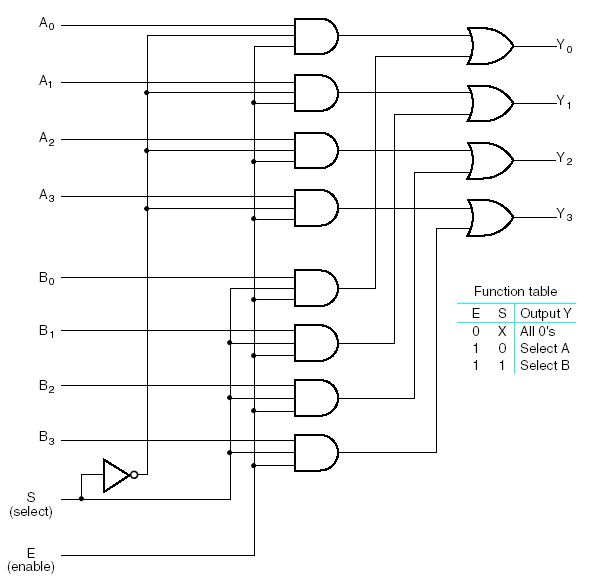 A0
Y0
A1
Y1
A2
Y2
A3
Y3
B0
Function table
E S Output Y
0 X All 0's
1 0 Select A
1 1 Select B
B1
B2
B3
S
(select)
E
(enable)